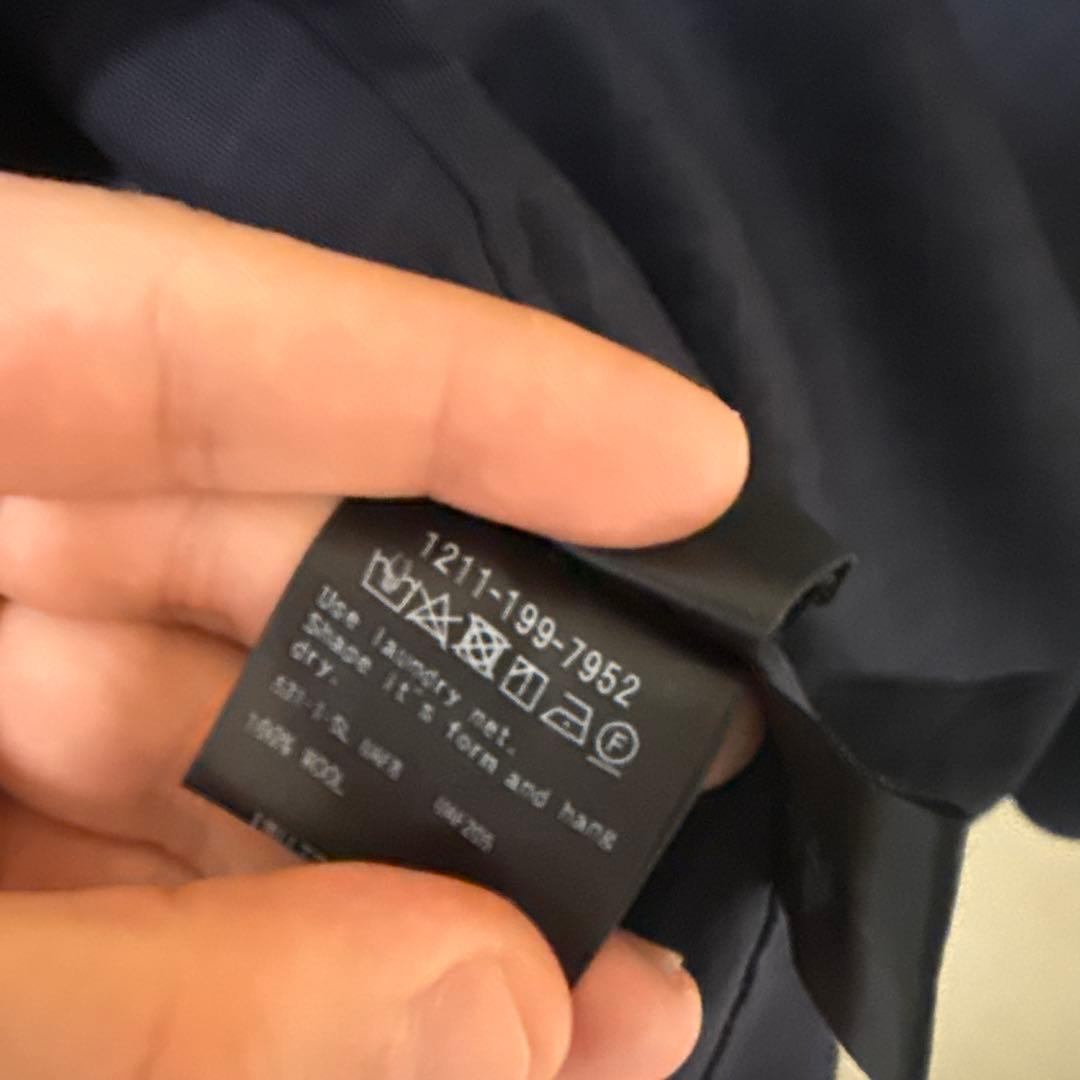 1211-199-7952
F
Use laundry net.
Shape it's form and hang
dry.
100% WOOL